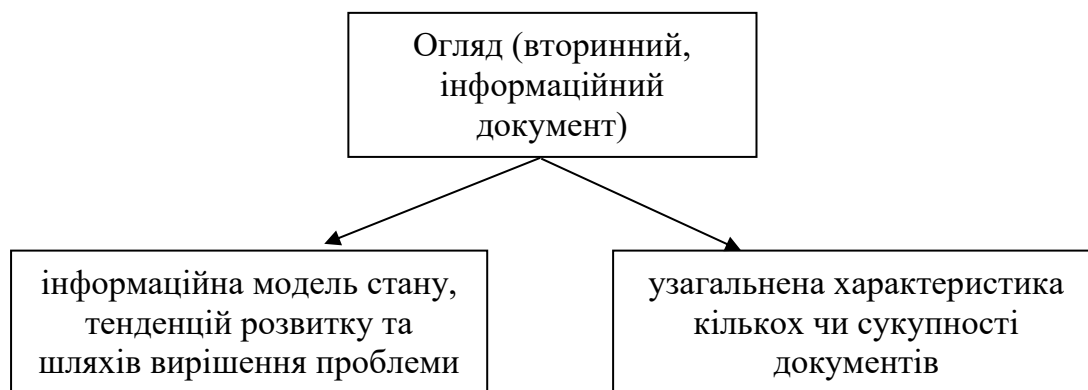 Огляд (вторинний,
інформаційний
документ)
інформаційна модель стану,
тенденцій розвитку та
шляхів вирішення проблеми
узагальнена характеристика
кількох чи сукупності
документів